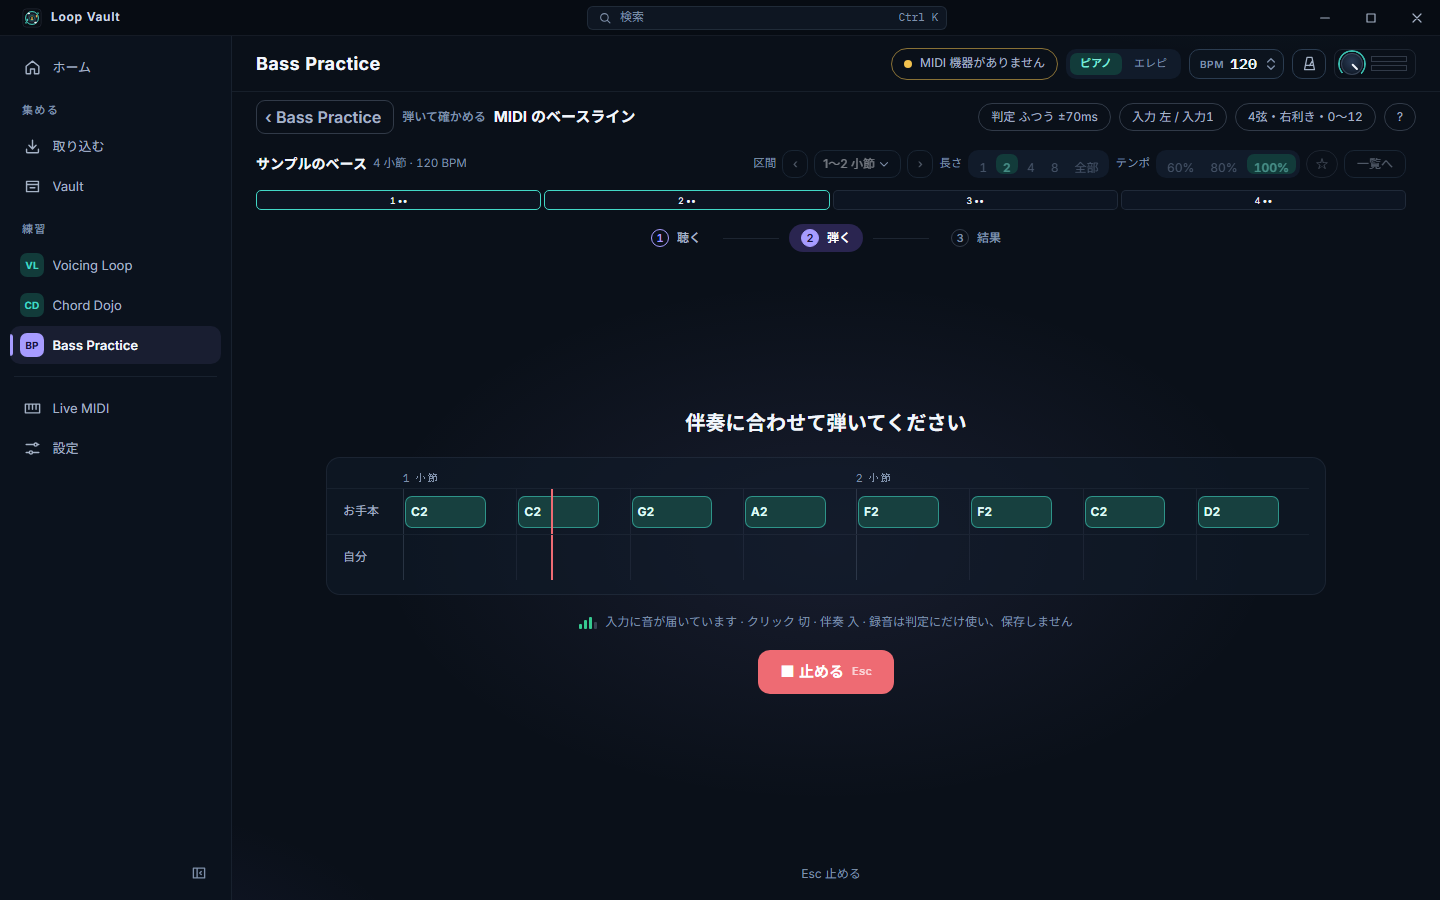 Loop Vault
検索 Ctrl K
ホーム
集める
取り込む
Vault
練習
VL Voicing Loop
CD Chord Dojo
BP Bass Practice
Live MIDI
設定
Bass Practice
MIDI 機器がありません
ピアノ エレピ
BPM 120
‹ Bass Practice 弾いて確かめる MIDI のベースライン
判定 ふつう ±70ms 入力 左 / 入力1 4弦・右利き・0〜12 ?
サンプルのベース 4 小節 · 120 BPM
区間 ‹ 1〜2 小節 › 長さ 1 2 4 8 全部 テンポ 60% 80% 100% ☆ 一覧へ
1 •• 2 •• 3 •• 4 ••
1 聴く 2 弾く 3 結果
伴奏に合わせて弾いてください
1 小節 2 小節
お手本 C2 C2 G2 A2 F2 F2 C2 D2
自分
入力に音が届いています · クリック 切 · 伴奏 入 · 録音は判定にだけ使い、保存しません
■ 止める Esc
Esc 止める